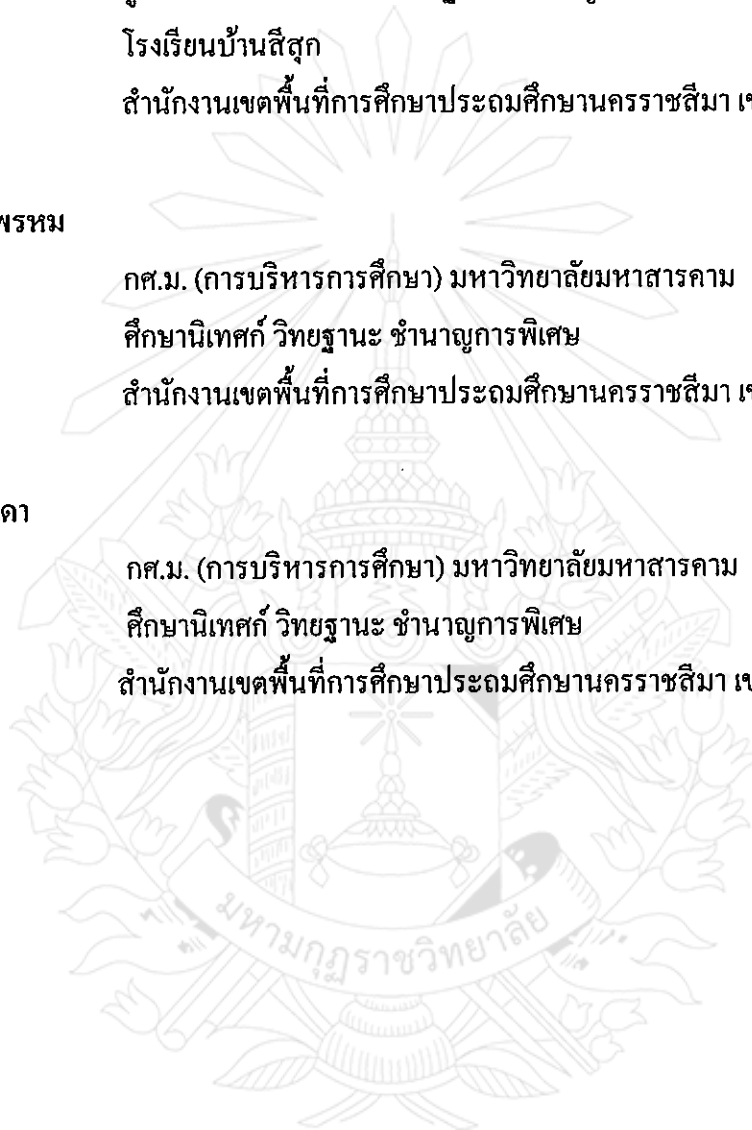 โรงเรียนบ้านสีสุก
สำนักงานเขตพื้นที่การศึกษาประถมศึกษานครราชสีมา
พรหม
กศ.ม. (การบริหารการศึกษา) มหาวิทยาลัยมหาสารคาม
ศึกษานิเทศก์ วิทยฐานะ ชำนาญการพิเศษ
สำนักงานเขตพื้นที่การศึกษาประถมศึกษานครราชสีมา
ดา
กศ.ม. (การบริหารการศึกษา) มหาวิทยาลัยมหาสารคาม
ศึกษานิเทศก์ วิทยฐานะ ชำนาญการพิเศษ
สำนักงานเขตพื้นที่การศึกษาประถมศึกษานครราชสีมา
มหามกุฏราชวิทยาลัย